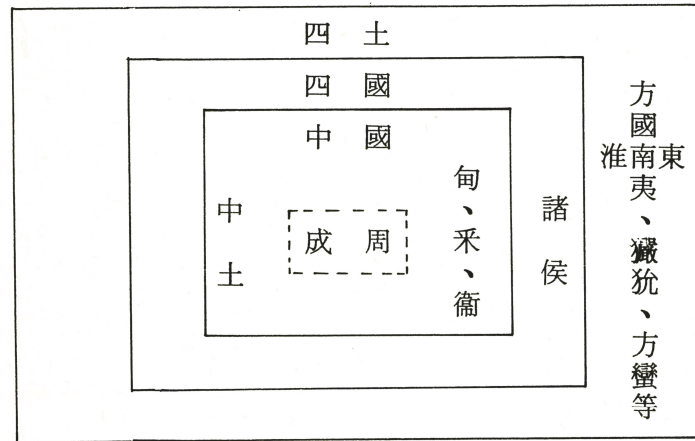 四土
四國
中國
中土
成周
甸、釆、衞
諸侯
方國東南淮夷、玁狁、方蠻等